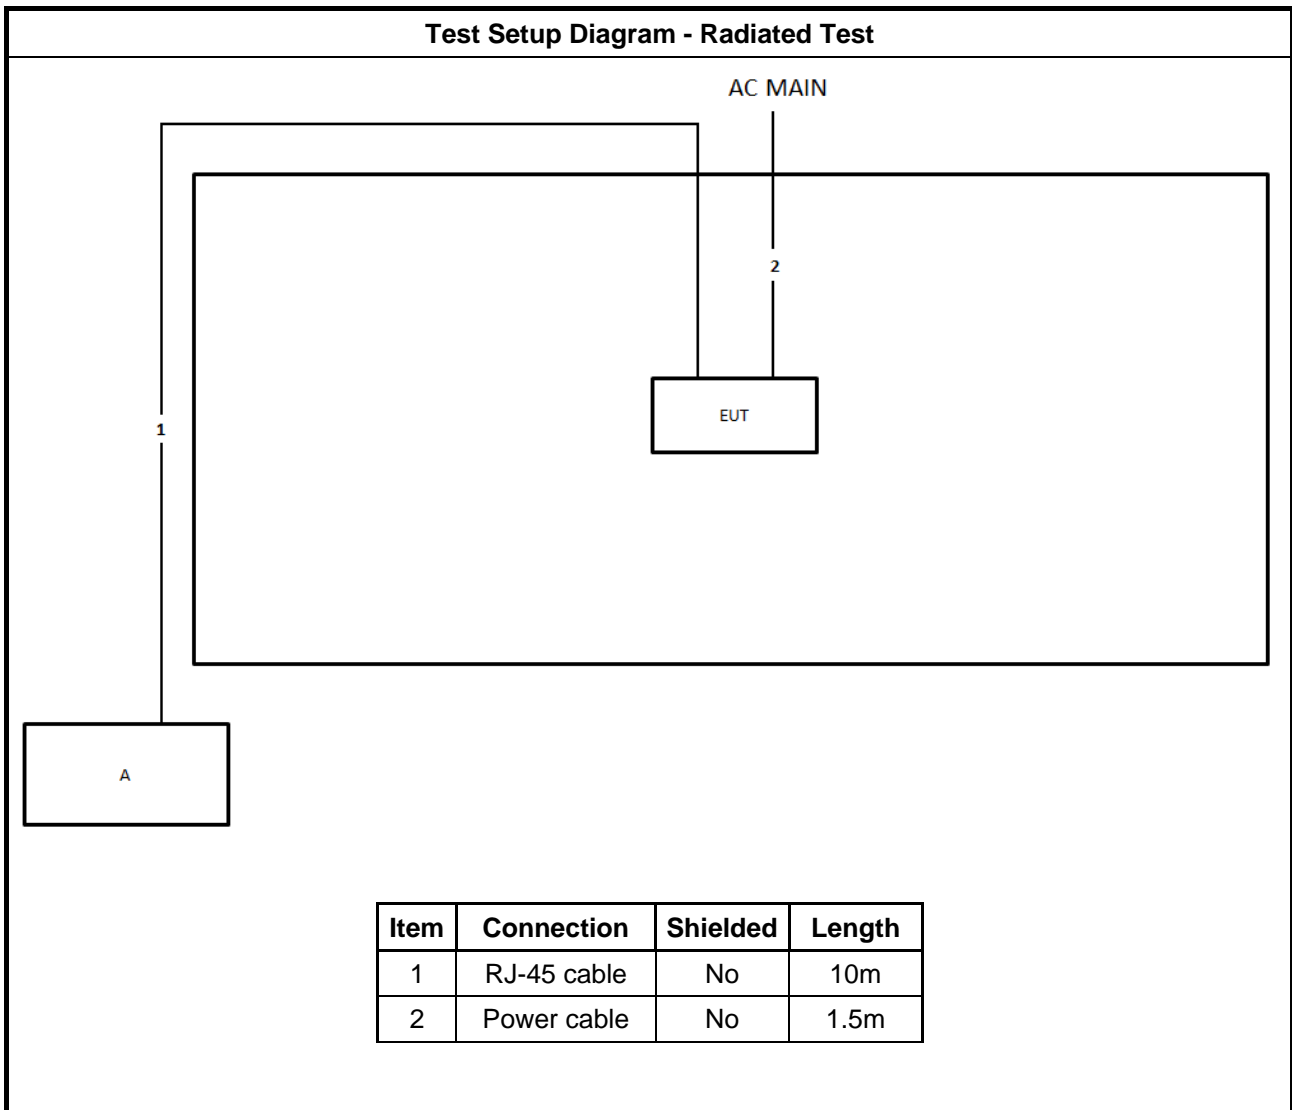 Test Setup Diagram - Radiated Test
AC MAIN
2
EUT
1
A
Item Connection Shielded Length
1 RJ-45 cable No 10m
2 Power cable No 1.5m